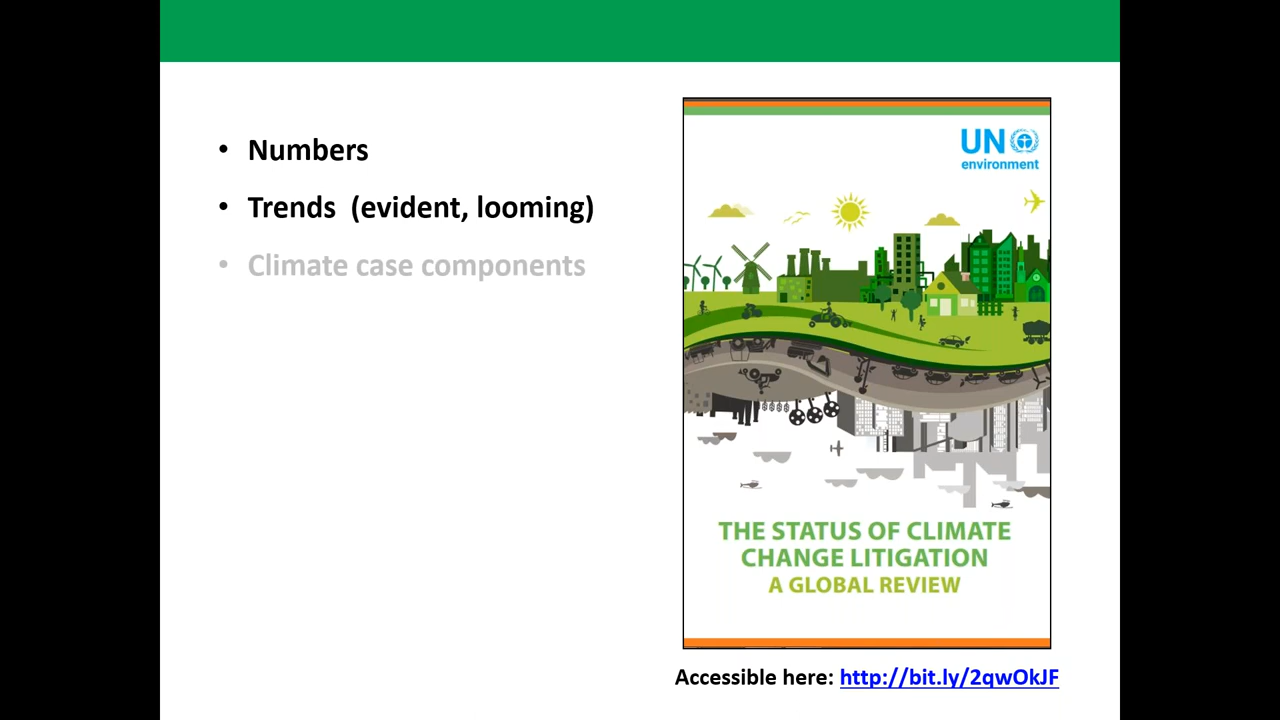 • Numbers
• Trends (evident, looming)
• Climate case components
UN
environment
THE STATUS OF CLIMATE
CHANGE LITIGATION
A GLOBAL REVIEW
Accessible here: http://bit.ly/2qwOkJF